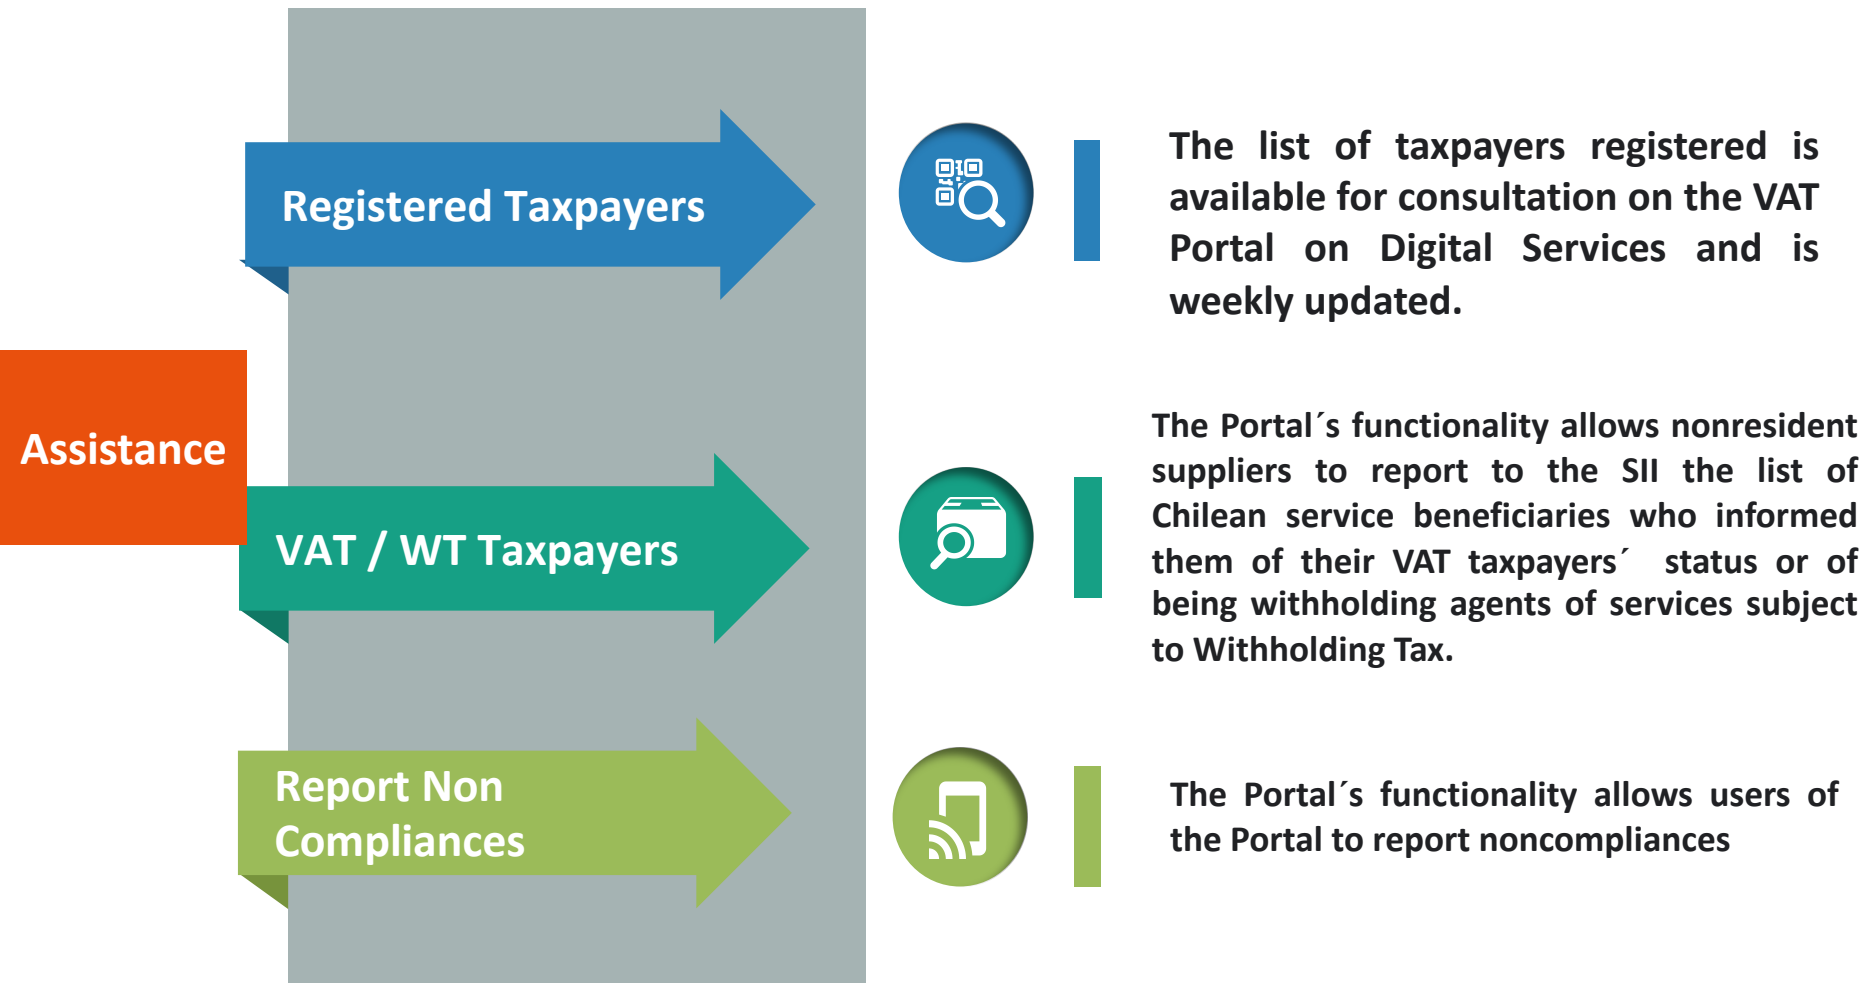 Registered Taxpayers
The list of taxpayers registered is
available for consultation on the VAT
Portal on Digital Services and is
weekly updated.
Assistance
VAT / WT Taxpayers
The Portal´s functionality allows nonresident
suppliers to report to the SII the list of
Chilean service beneficiaries who informed
them of their VAT taxpayers´ status or of
being withholding agents of services subject
to Withholding Tax.
Report Non
Compliances
The Portal´s functionality allows users of
the Portal to report noncompliances